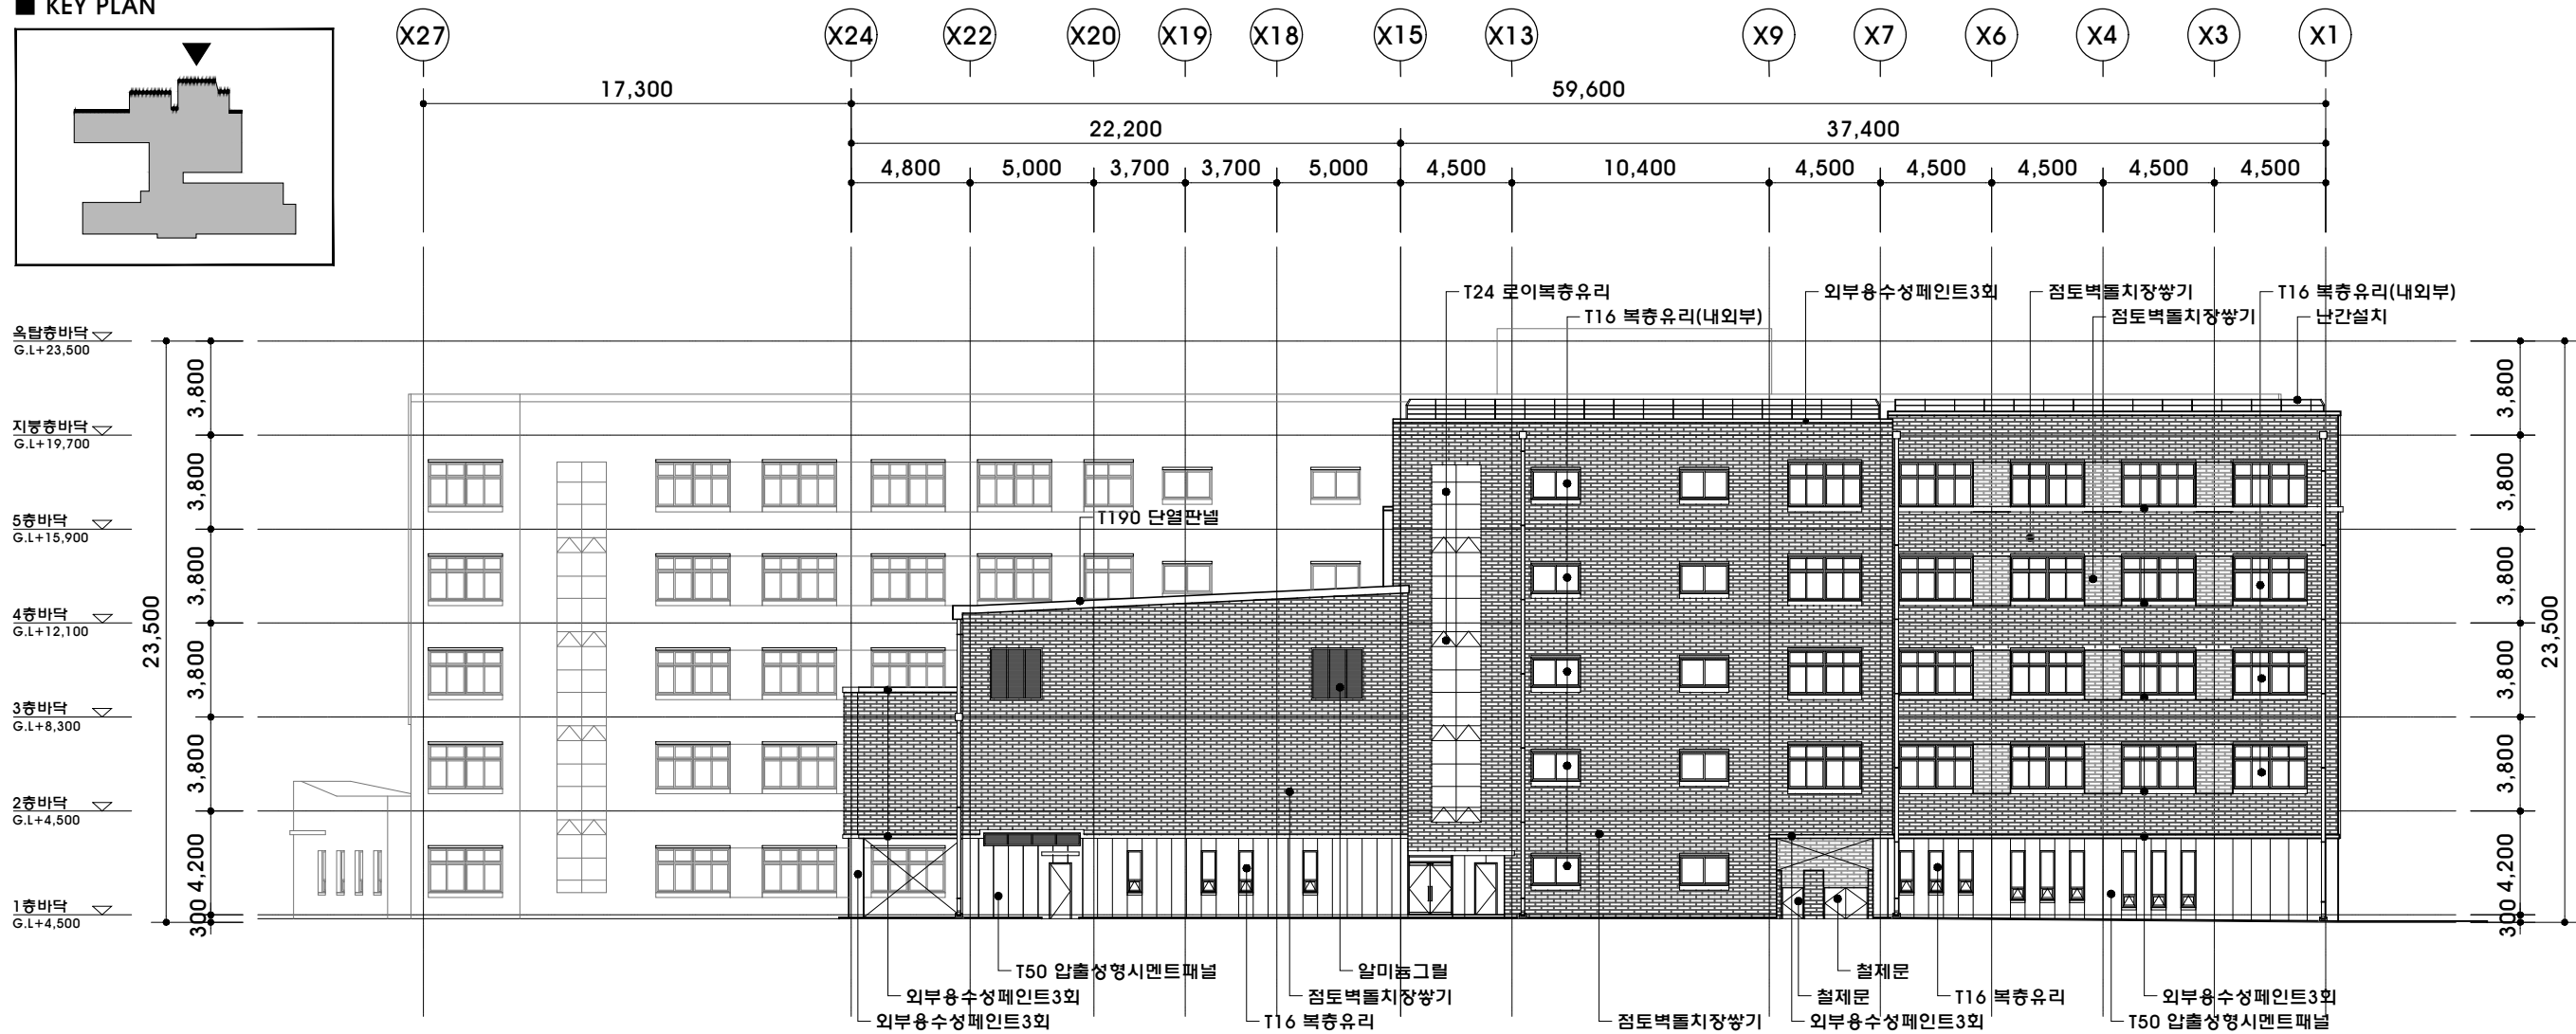 ■ KEY PLAN
X27 X24 X22 X20 X19 X18 X15 X13 X9 X7 X6 X4 X3 X1
17,300 59,600
22,200 37,400
4,800 5,000 3,700 3,700 5,000 4,500 10,400 4,500 4,500 4,500 4,500 4,500
T24 로이복층유리 외부용수성페인트3회 점토벽돌치장쌓기 T16 복층유리(내외부)
T16 복층유리(내외부) 점토벽돌치장쌓기 난간설치
옥탑층바닥
G.L+23,500
3,800 3,800
지붕층바닥
G.L+19,700
3,800 3,800
5층바닥
G.L+15,900
T190 단열판넬
3,800 3,800
4층바닥
G.L+12,100
23,500 23,500
3,800 3,800
3층바닥
G.L+8,300
3,800 3,800
2층바닥
G.L+4,500
4,200 4,200
1층바닥
G.L+4,500
300 300
T50 압출성형시멘트패널 알미늄그릴 철제문
외부용수성페인트3회 점토벽돌치장쌓기 철제문 T16 복층유리 외부용수성페인트3회
외부용수성페인트3회 T16 복층유리 점토벽돌치장쌓기 외부용수성페인트3회 T50 압출성형시멘트패널